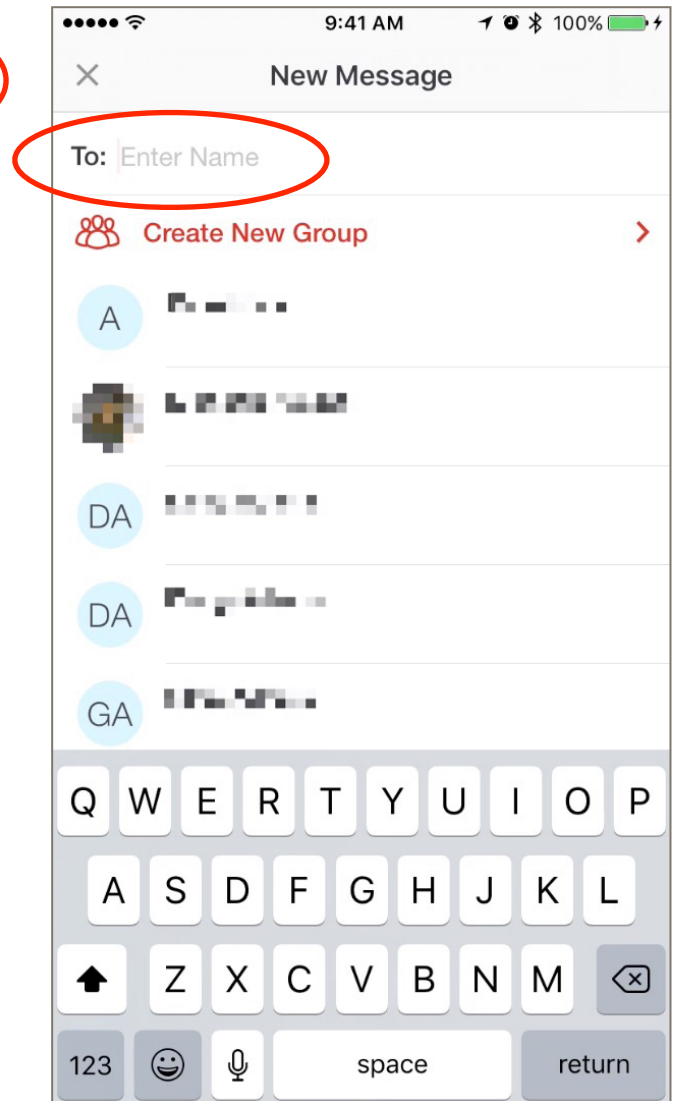 9:41 AM 100%
New Message
To: Enter Name
Create New Group
A
DA
DA
GA
Q W E R T Y U I O P
A S D F G H J K L
Z X C V B N M
123 space return